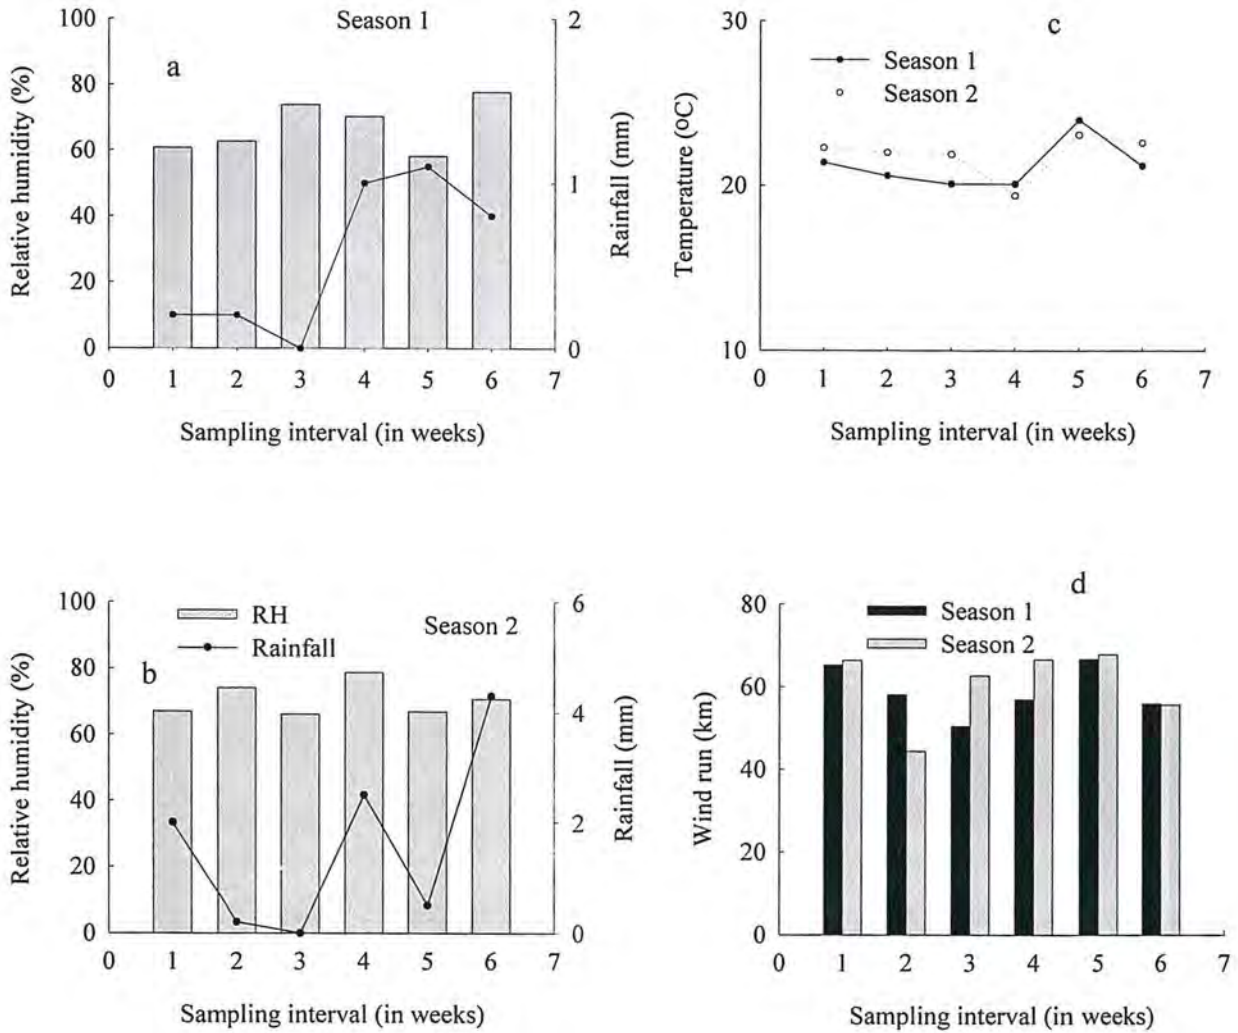 Season 1
a
Relative humidity (%)
100
80
60
40
20
0
2
1
0
Rainfall (mm)
0 1 2 3 4 5 6 7
Sampling interval (in weeks)
c
Season 1
Season 2
Temperature (oC)
30
20
10
0 1 2 3 4 5 6 7
Sampling interval (in weeks)
RH
Rainfall
Season 2
b
Relative humidity (%)
100
80
60
40
20
0
6
4
2
0
Rainfall (mm)
0 1 2 3 4 5 6 7
Sampling interval (in weeks)
d
Season 1
Season 2
Wind run (km)
80
60
40
20
0
0 1 2 3 4 5 6 7
Sampling interval (in weeks)